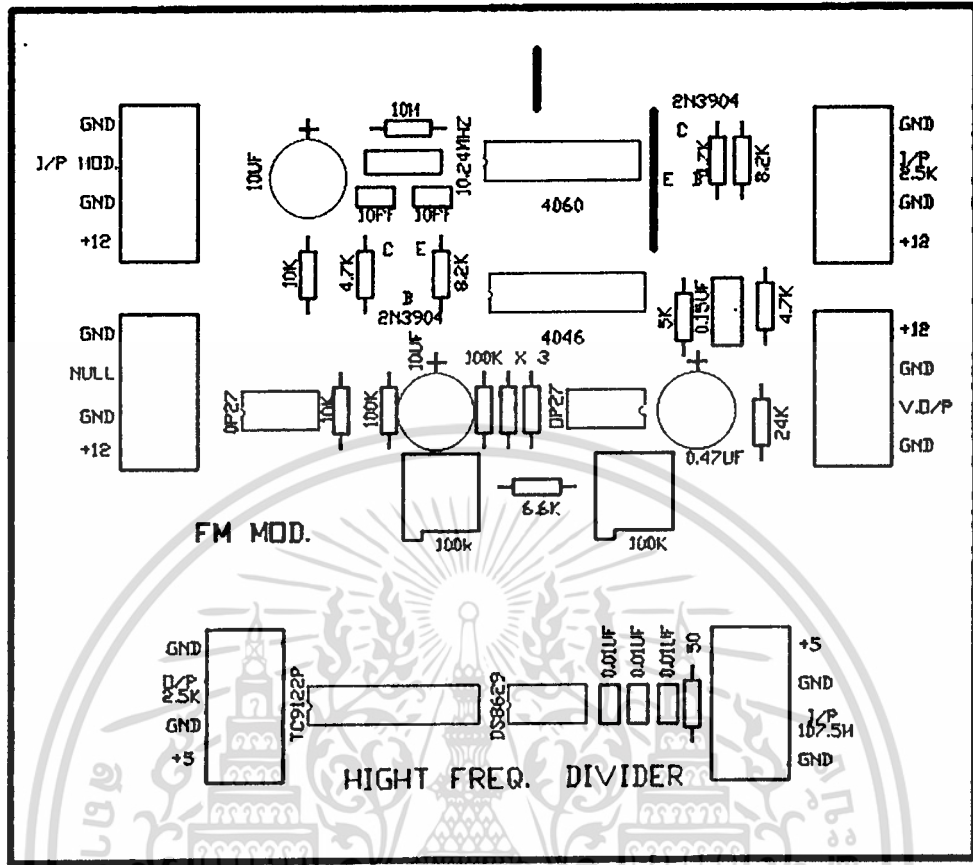 2N3904
GND
10M
C
GND
I/P MOD.
10UF
10.24MHZ
4.7K
8.2K
I/P
2.5K
E
B
GND
10PF
10PF
4060
GND
+12
10K
4.7K
C
E
8.2K
+12
B
2N3904
5K
0.15UF
4.7K
GND
4046
+12
10UF
100K X 3
NULL
GND
OP27
10K
100K
OP27
GND
V.O/P
24K
+12
0.47UF
GND
6.6K
FM MOD.
100k
100K
0.01UF
0.01UF
0.01UF
50
GND
+5
O/P
2.5K
TC9122P
DS8629
GND
GND
I/P
107.5M
+5
GND
HIGHT FREQ. DIVIDER